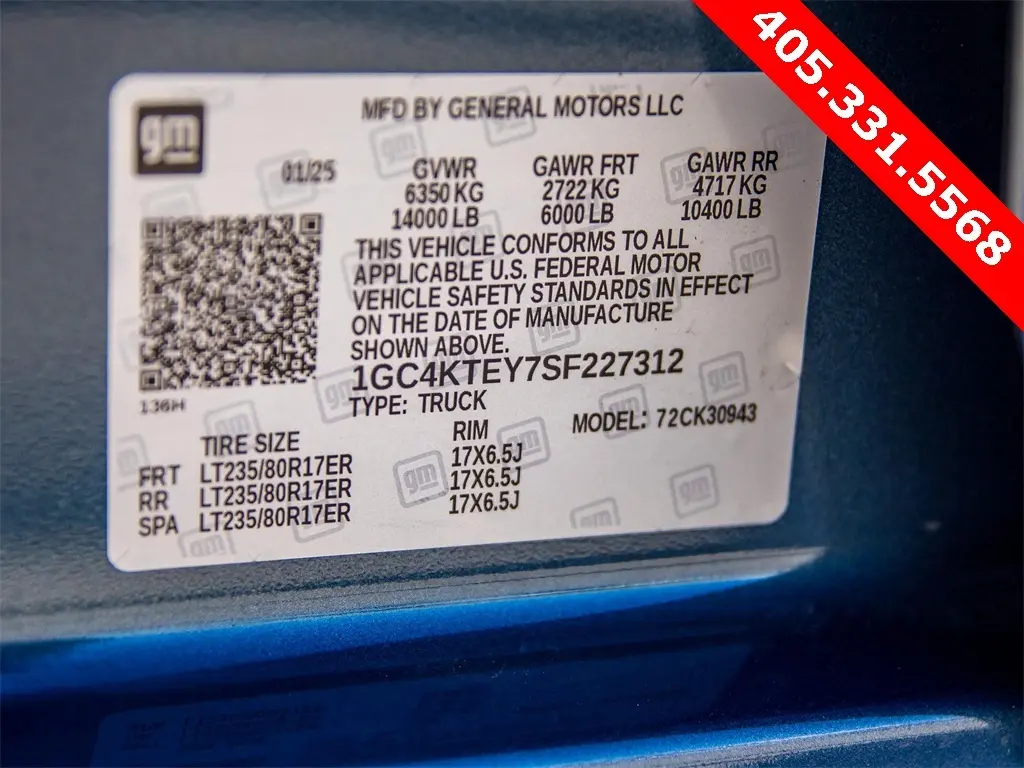 405.331.5568
gm
MFD BY GENERAL MOTORS LLC
01/25 GVWR GAWR FRT GAWR RR
6350 KG 2722 KG 4717 KG
14000 LB 6000 LB 10400 LB
THIS VEHICLE CONFORMS TO ALL
APPLICABLE U.S. FEDERAL MOTOR
VEHICLE SAFETY STANDARDS IN EFFECT
ON THE DATE OF MANUFACTURE
SHOWN ABOVE.
1GC4KTEY7SF227312
136H
TYPE: TRUCK
MODEL: 72CK30943
TIRE SIZE RIM
FRT LT235/80R17ER 17X6.5J
RR LT235/80R17ER 17X6.5J
SPA LT235/80R17ER 17X6.5J